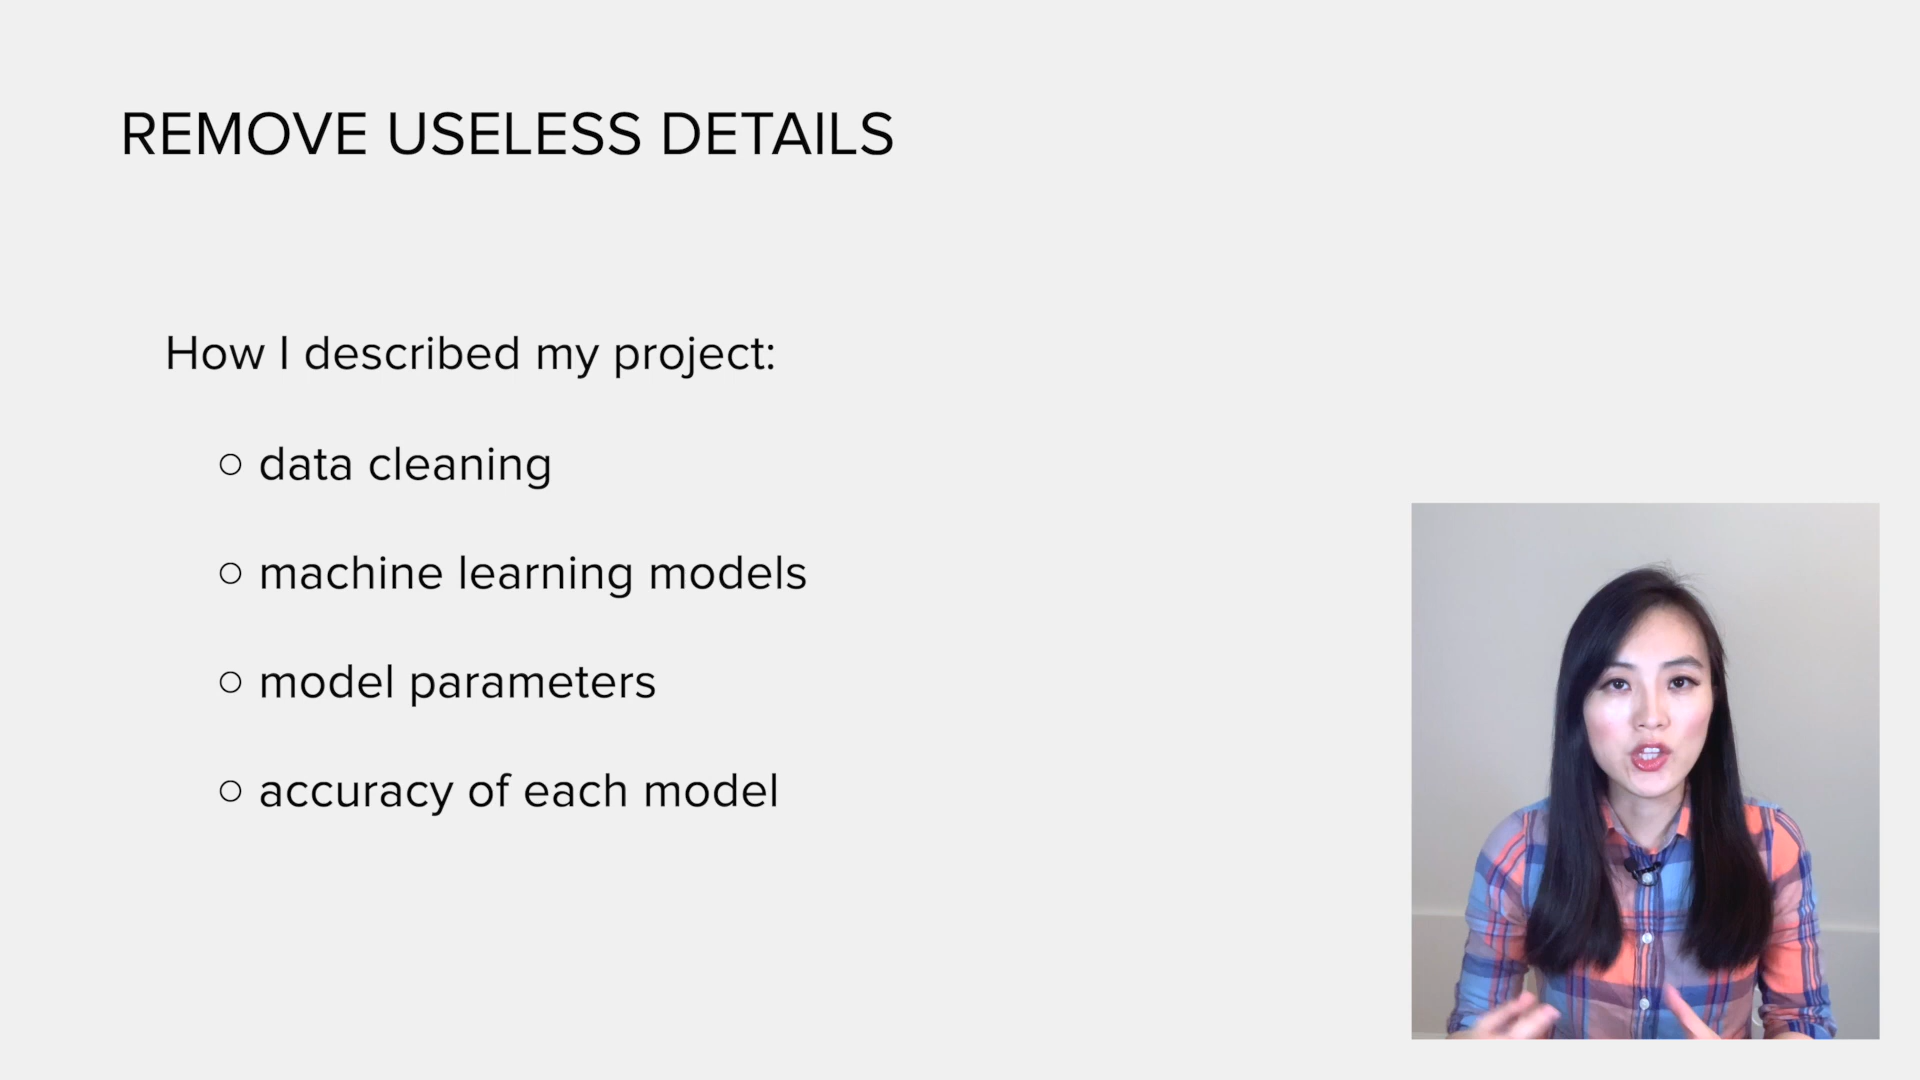 REMOVE USELESS DETAILS
How I described my project:
○ data cleaning
○ machine learning models
○ model parameters
○ accuracy of each model